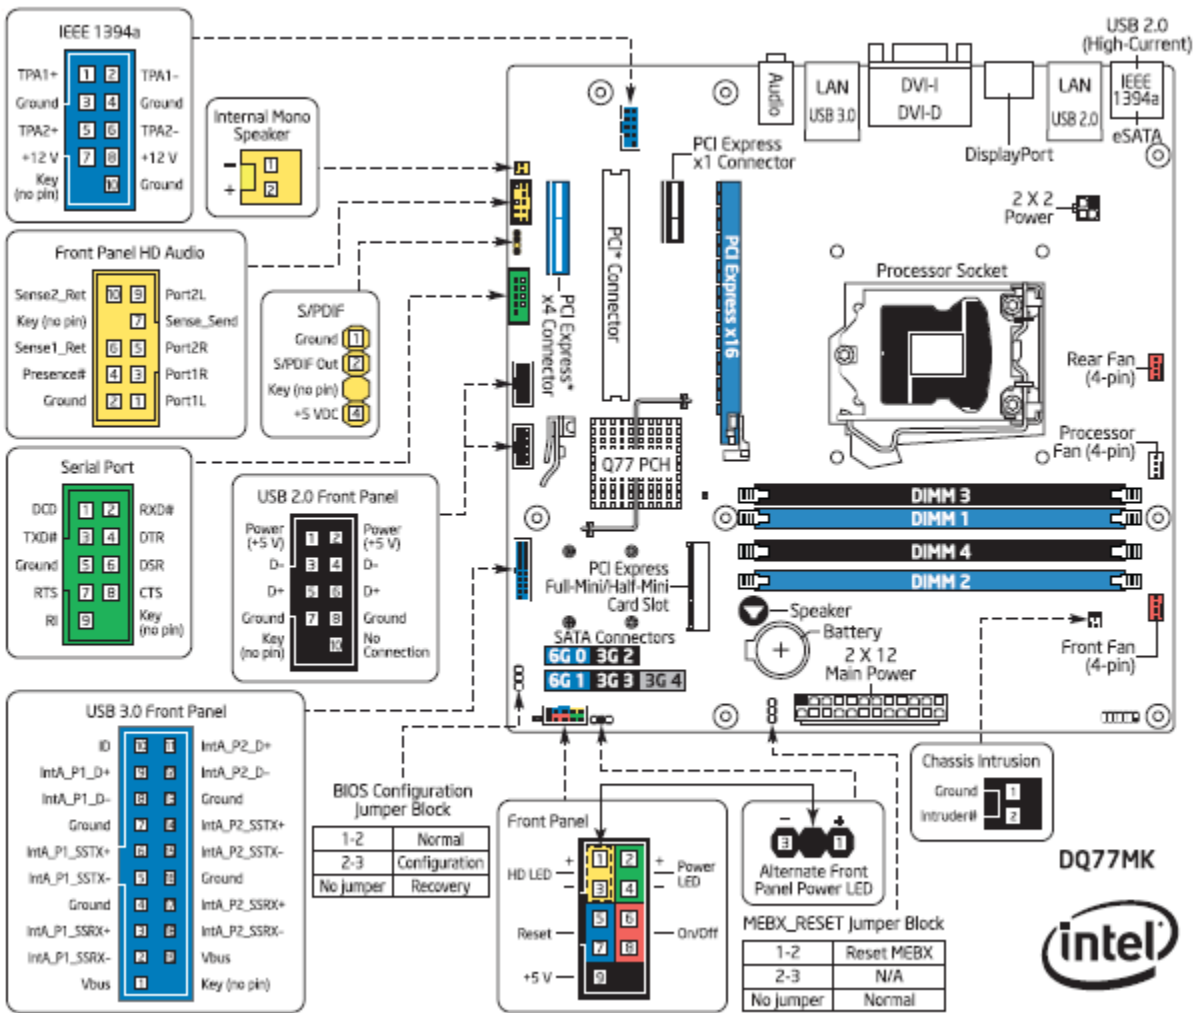 IEEE 1394a
TPA1+ 1 2 TPA1-
Ground 3 4 Ground
TPA2+ 5 6 TPA2-
+12 V 7 8 +12 V
Key (no pin) 10 Ground
Internal Mono
Speaker
- 1
+ 2
Front Panel HD Audio
Sense2_Ret 10 9 Port2L
Key (no pin) 7 Sense_Send
Sense1_Ret 6 5 Port2R
Presence# 4 3 Port1R
Ground 2 1 Port1L
S/PDIF
Ground 1
S/PDIF Out 2
Key (no pin)
+5 VDC 4
Serial Port
DCD 1 2 RXD#
TXD# 3 4 DTR
Ground 5 6 DSR
RTS 7 8 CTS
RI 9 Key (no pin)
USB 2.0 Front Panel
Power (+5 V) 1 2 Power (+5 V)
D- 3 4 D-
D+ 5 6 D+
Ground 7 8 Ground
Key (no pin) 10 No Connection
USB 3.0 Front Panel
ID 10 11 IntA_P2_D+
IntA_P1_D+ 9 IntA_P2_D-
IntA_P1_D- 8 Ground
Ground 7 IntA_P2_SSTX+
IntA_P1_SSTX+ 6 IntA_P2_SSTX-
IntA_P1_SSTX- 5 Ground
Ground 4 IntA_P2_SSRX+
IntA_P1_SSRX+ 3 IntA_P2_SSRX-
IntA_P1_SSRX- 2 Vbus
Vbus 1 Key (no pin)
USB 2.0
(High-Current)
Audio
LAN
USB 3.0
DVI-I
DVI-D
DisplayPort
LAN
USB 2.0
IEEE
1394a
eSATA
PCI Express
x1 Connector
2 X 2
Power
PCI Express*
x4 Connector
PCI* Connector
PCI Express x16
Processor Socket
Rear Fan
(4-pin)
Processor
Fan (4-pin)
Q77 PCH
DIMM 3
DIMM 1
DIMM 4
DIMM 2
PCI Express
Full-Mini/Half-Mini
Card Slot
Speaker
Battery
SATA Connectors
6G 0 3G 2
6G 1 3G 3 3G 4
2 X 12
Main Power
Front Fan
(4-pin)
BIOS Configuration
Jumper Block
1-2 Normal
2-3 Configuration
No jumper Recovery
Front Panel
HD LED + 1 2 + Power LED
- 3 4 -
Reset 5 6 On/Off
7 8
+5 V 9
- +
3 1
Alternate Front
Panel Power LED
MEBX_RESET Jumper Block
1-2 Reset MEBX
2-3 N/A
No jumper Normal
Chassis Intrusion
Ground 1
Intruder# 2
DQ77MK
intel